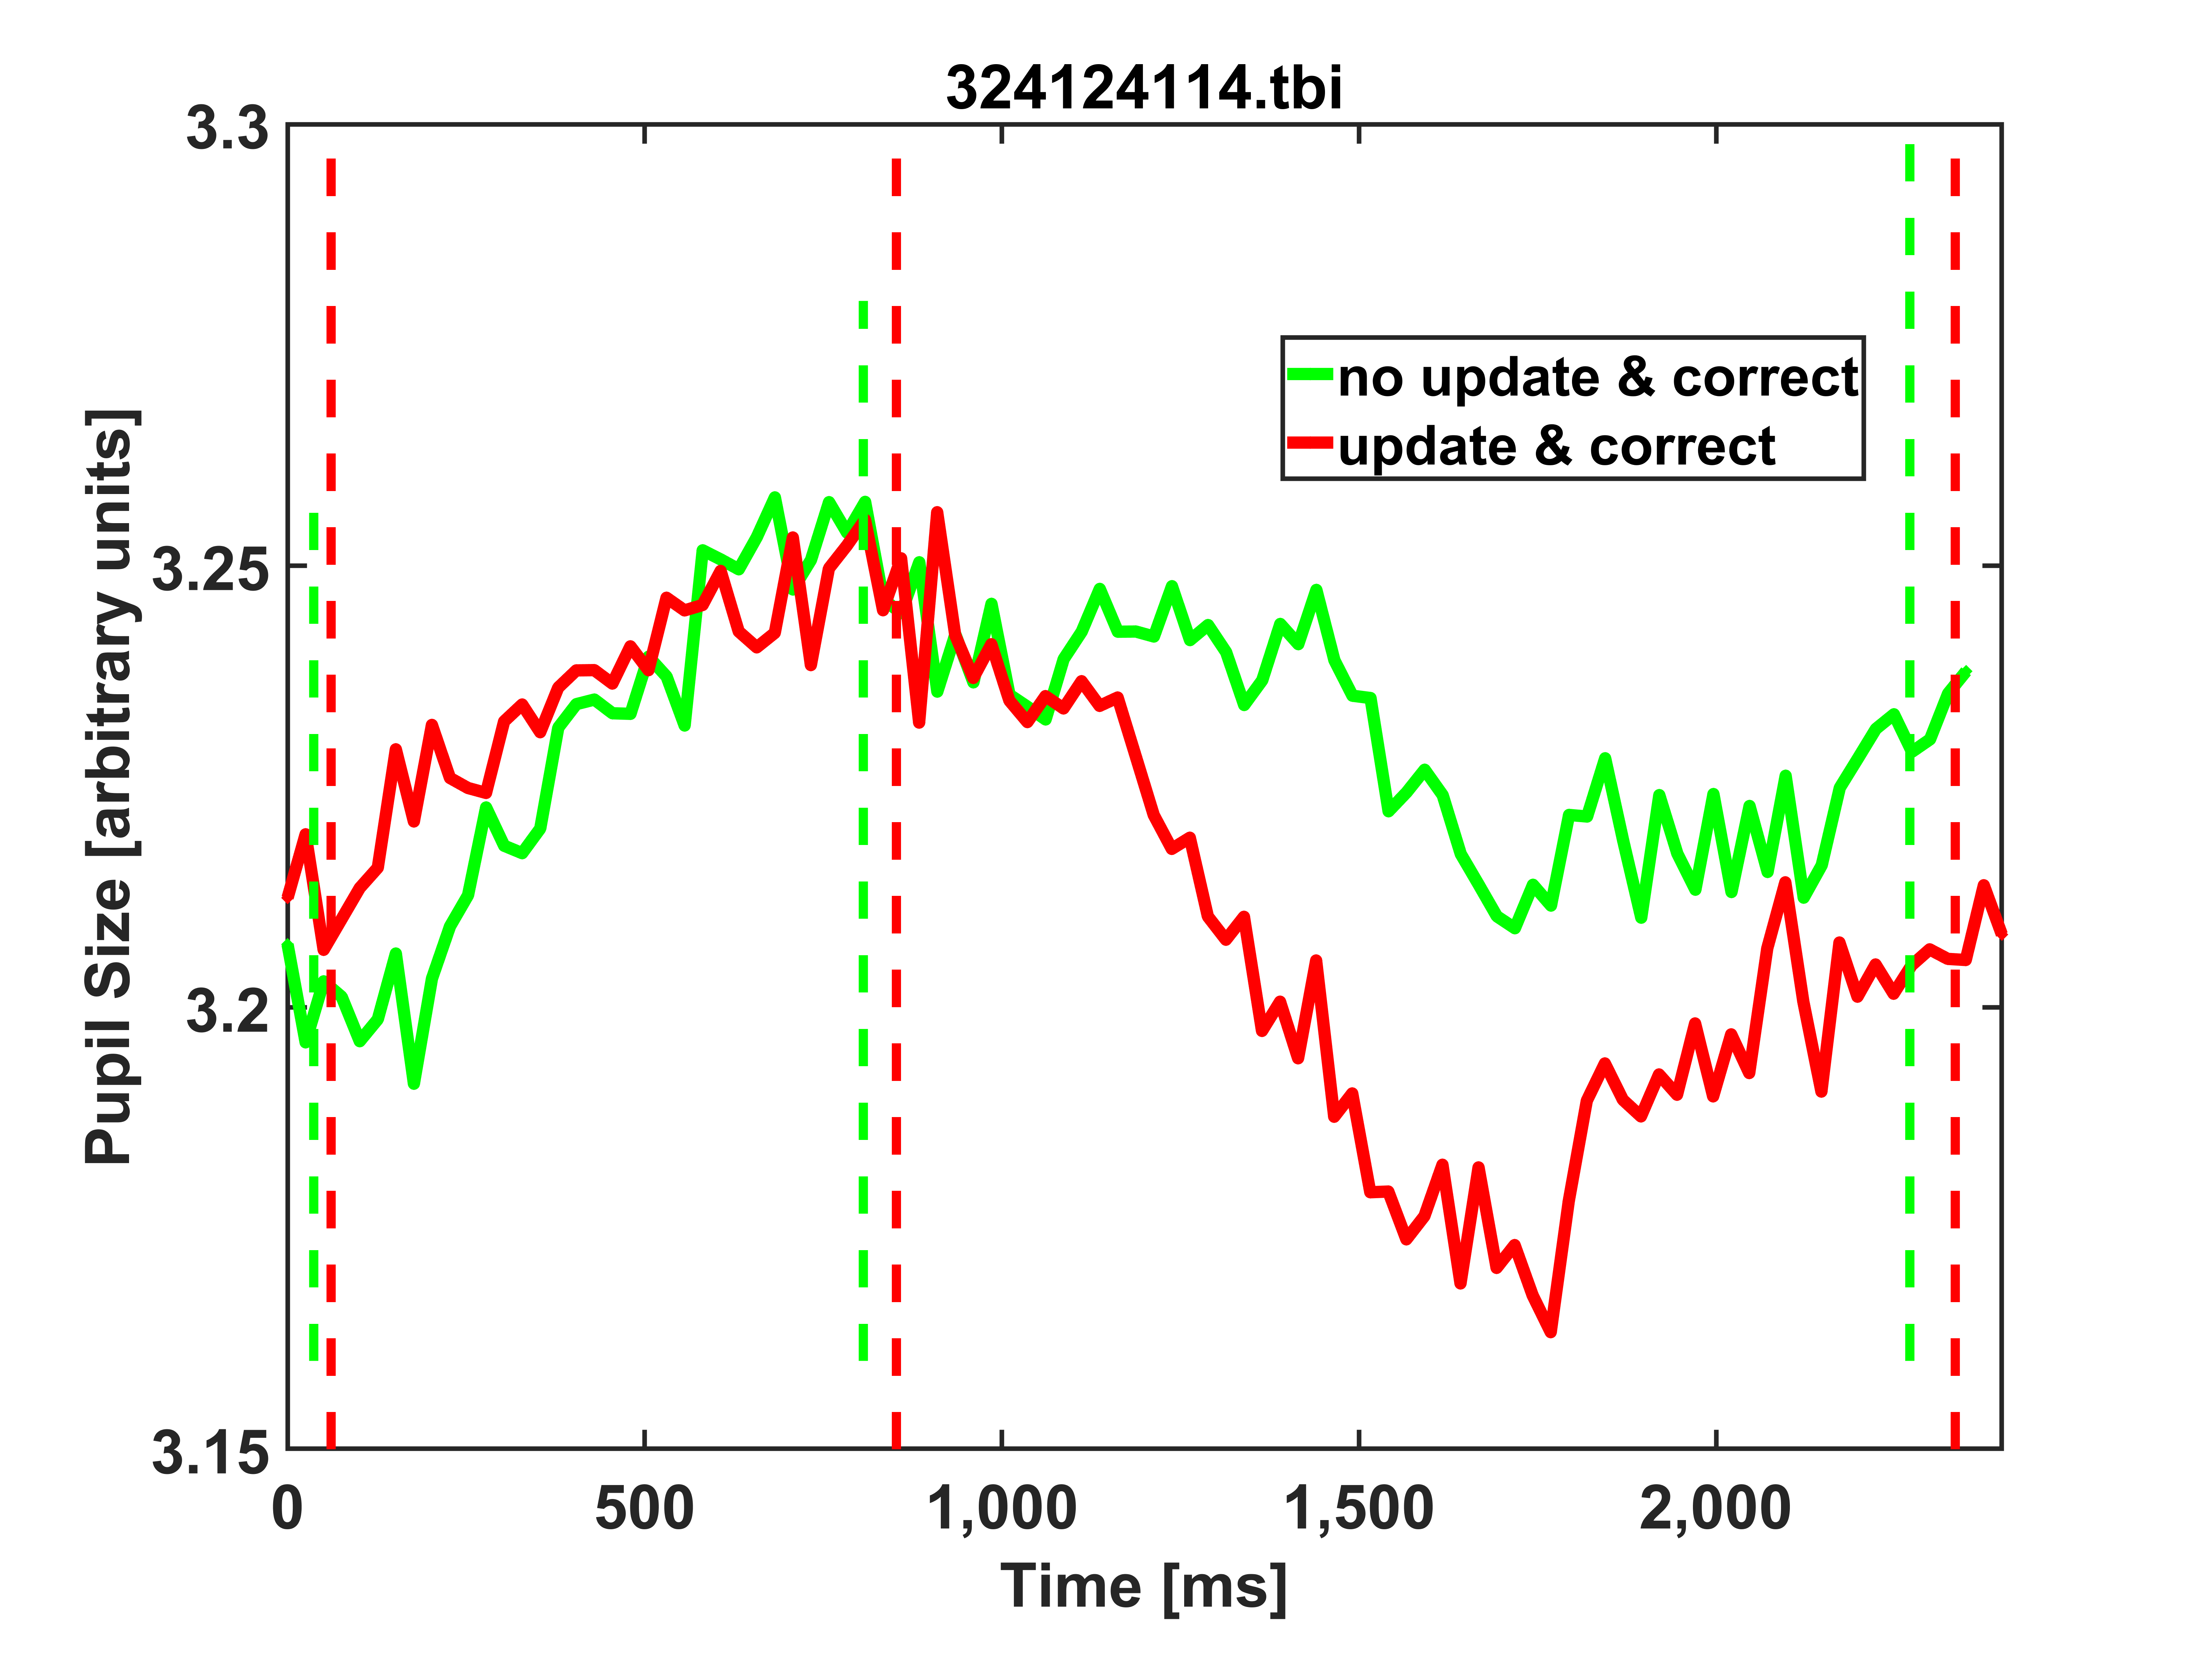 324124114.tbi
3.3
3.25
3.2
3.15
Pupil Size [arbitrary units]
no update & correct
update & correct
0 500 1,000 1,500 2,000
Time [ms]